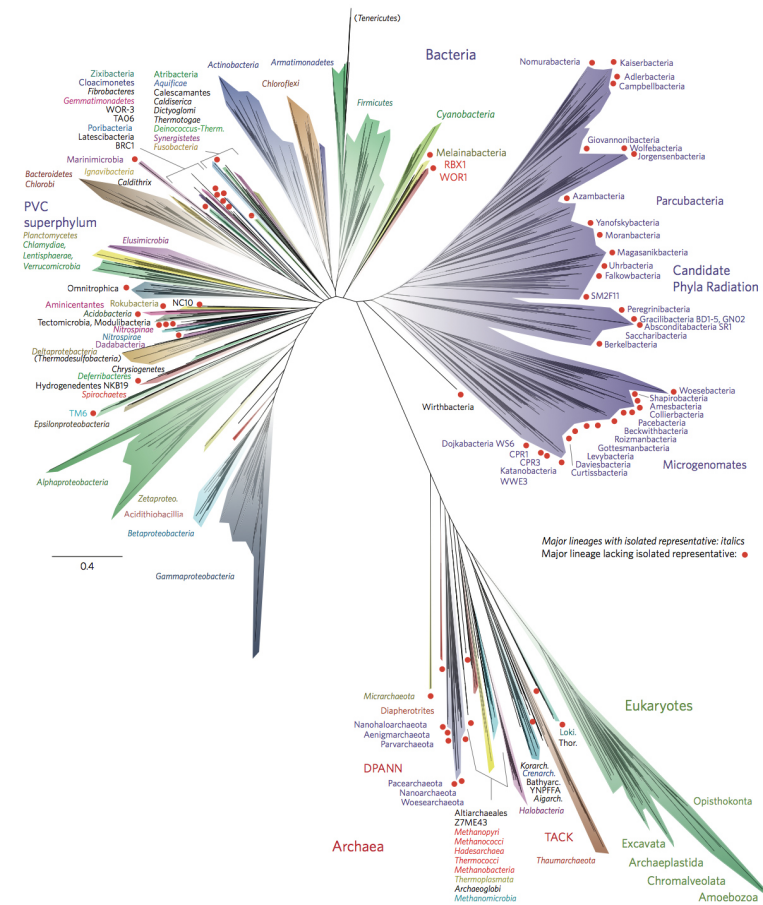 (Tenericutes)
Bacteria
Actinobacteria
Armatimonadetes
Chloroflexi
Firmicutes
Cyanobacteria
Melainabacteria
RBX1
WOR1
Zixibacteria
Cloacimonetes
Fibrobacteres
Gemmatimonadetes
WOR-3
TA06
Poribacteria
Latescibacteria
BRC1
Atribacteria
Aquificae
Calescamantes
Caldiserica
Dictyoglomi
Thermotogae
Deinococcus-Therm.
Synergistetes
Fusobacteria
Marinimicrobia
Ignavibacteria
Bacteroidetes
Chlorobi
Caldithrix
PVC
superphylum
Planctomycetes
Chlamydiae,
Lentisphaerae,
Verrucomicrobia
Elusimicrobia
Omnitrophica
Aminicentantes
Rokubacteria
NC10
Acidobacteria
Tectomicrobia, Modulibacteria
Nitrospinae
Nitrospirae
Dadabacteria
Deltaproteobacteria
(Thermodesulfobacteria)
Chrysiogenetes
Deferribacteres
Hydrogenedentes NKB19
Spirochaetes
TM6
Epsilonproteobacteria
Alphaproteobacteria
Zetaproteo.
Acidithiobacillia
Betaproteobacteria
Gammaproteobacteria
0.4
Nomurabacteria
Kaiserbacteria
Adlerbacteria
Campbellbacteria
Giovannonibacteria
Wolfebacteria
Jorgensenbacteria
Azambacteria
Parcubacteria
Yanofskybacteria
Moranbacteria
Magasanikbacteria
Uhrbacteria
Falkowbacteria
Candidate
Phyla Radiation
SM2F11
Peregrinibacteria
Gracilibacteria BD1-5, GN02
Absconditabacteria SR1
Saccharibacteria
Berkelbacteria
Woesebacteria
Shapirobacteria
Amesbacteria
Collierbacteria
Pacebacteria
Beckwithbacteria
Roizmanbacteria
Gottesmanbacteria
Levybacteria
Daviesbacteria
Curtissbacteria
Microgenomates
Wirthbacteria
Dojkabacteria WS6
CPR1
CPR3
Katanobacteria
WWE3
Major lineages with isolated representative: italics
Major lineage lacking isolated representative:
Micrarchaeota
Diapherotrites
Nanohaloarchaeota
Aenigmarchaeota
Parvarchaeota
DPANN
Pacearchaeota
Nanoarchaeota
Woesearchaeota
Archaea
Altiarchaeales
Z7ME43
Methanopyri
Methanococci
Hadesarchaea
Thermococci
Methanobacteria
Thermoplasmata
Archaeoglobi
Methanomicrobia
Halobacteria
Korarch.
Crenarch.
Bathyarc.
YNPFFA
Aigarch.
TACK
Thaumarchaeota
Loki.
Thor.
Eukaryotes
Opisthokonta
Excavata
Archaeplastida
Chromalveolata
Amoebozoa